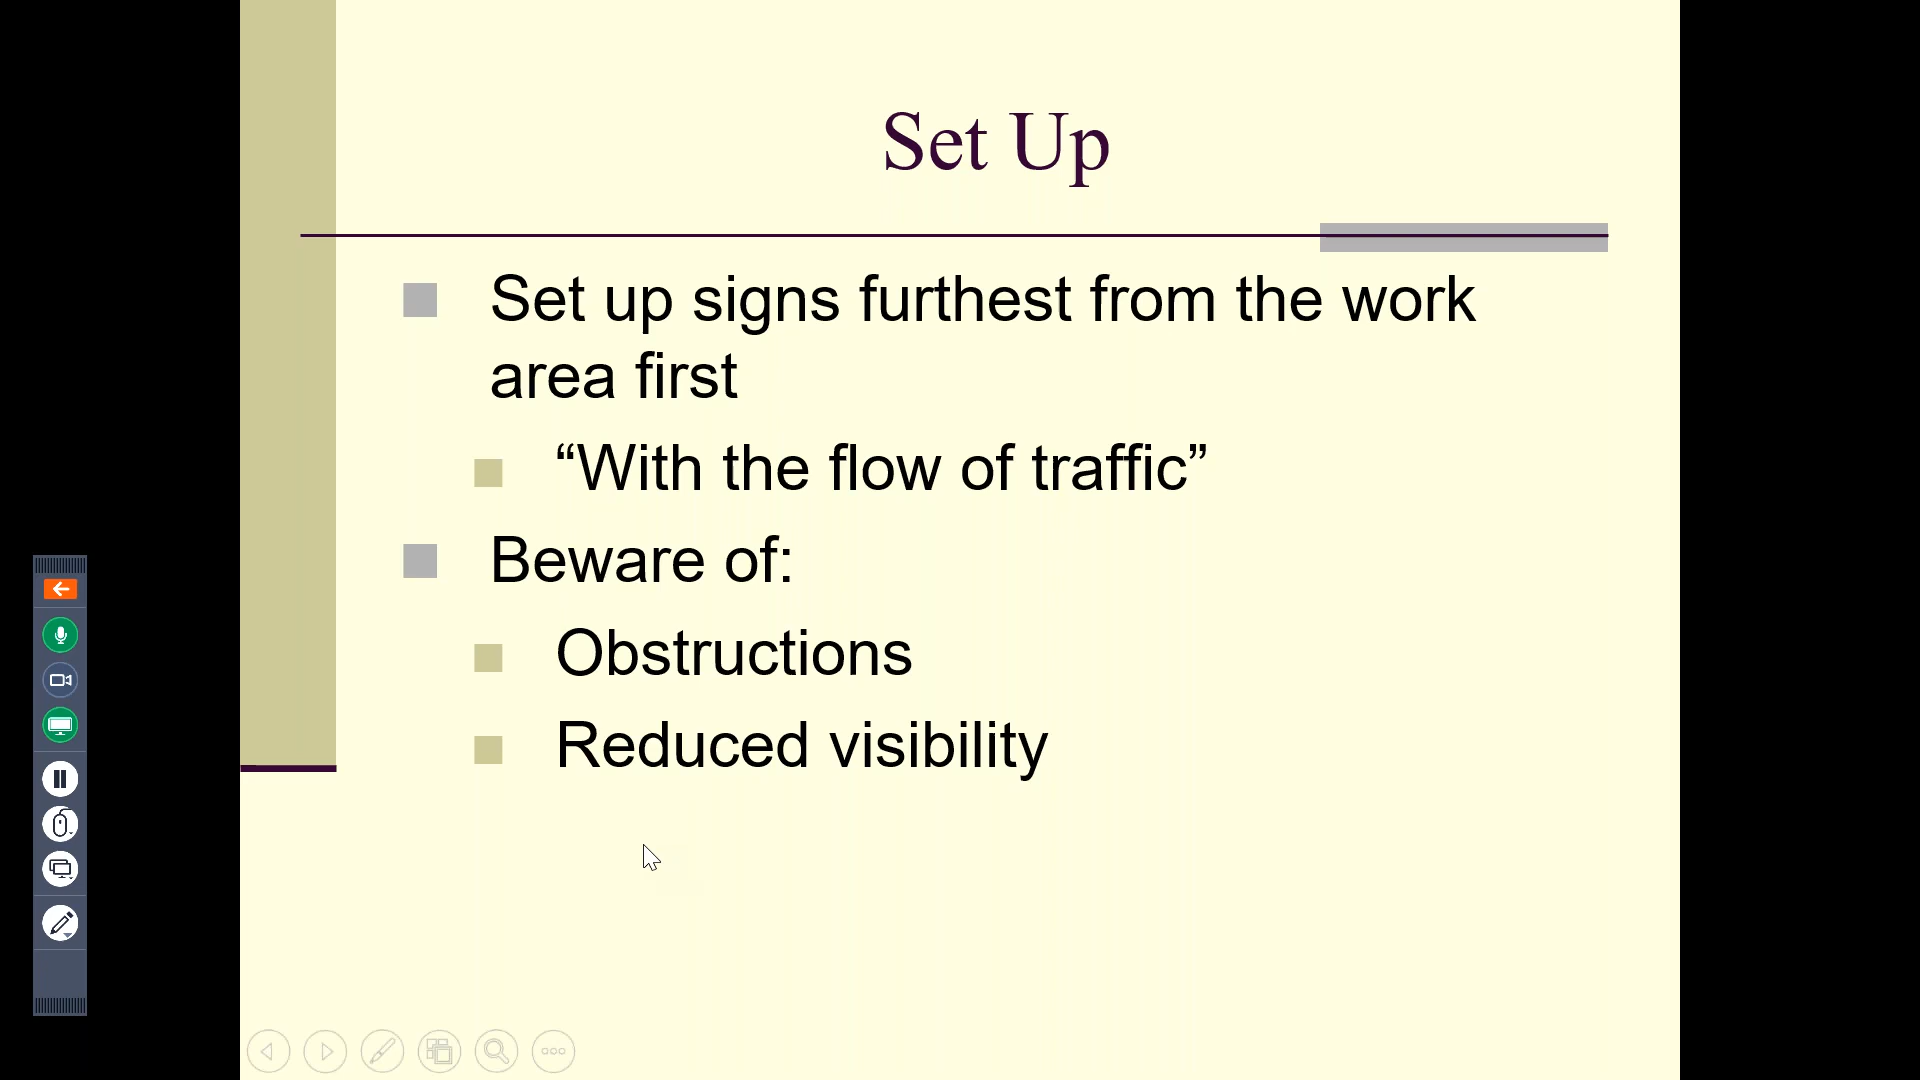 Set Up
Set up signs furthest from the work
area first
“With the flow of traffic”
Beware of:
Obstructions
Reduced visibility